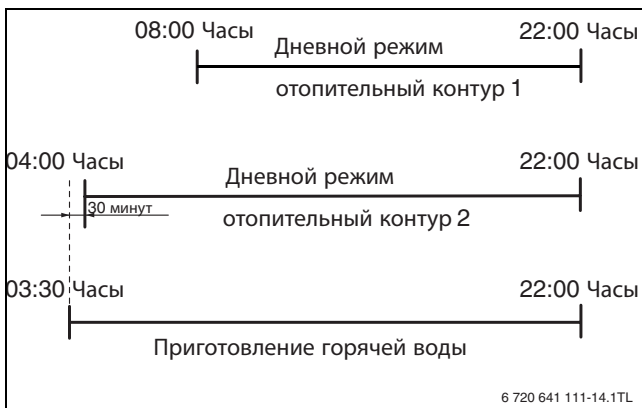 08:00 Часы 22:00 Часы
Дневной режим
отопительный контур 1
04:00 Часы 22:00 Часы
Дневной режим
30 минут
отопительный контур 2
03:30 Часы 22:00 Часы
Приготовление горячей воды
6 720 641 111-14.1TL